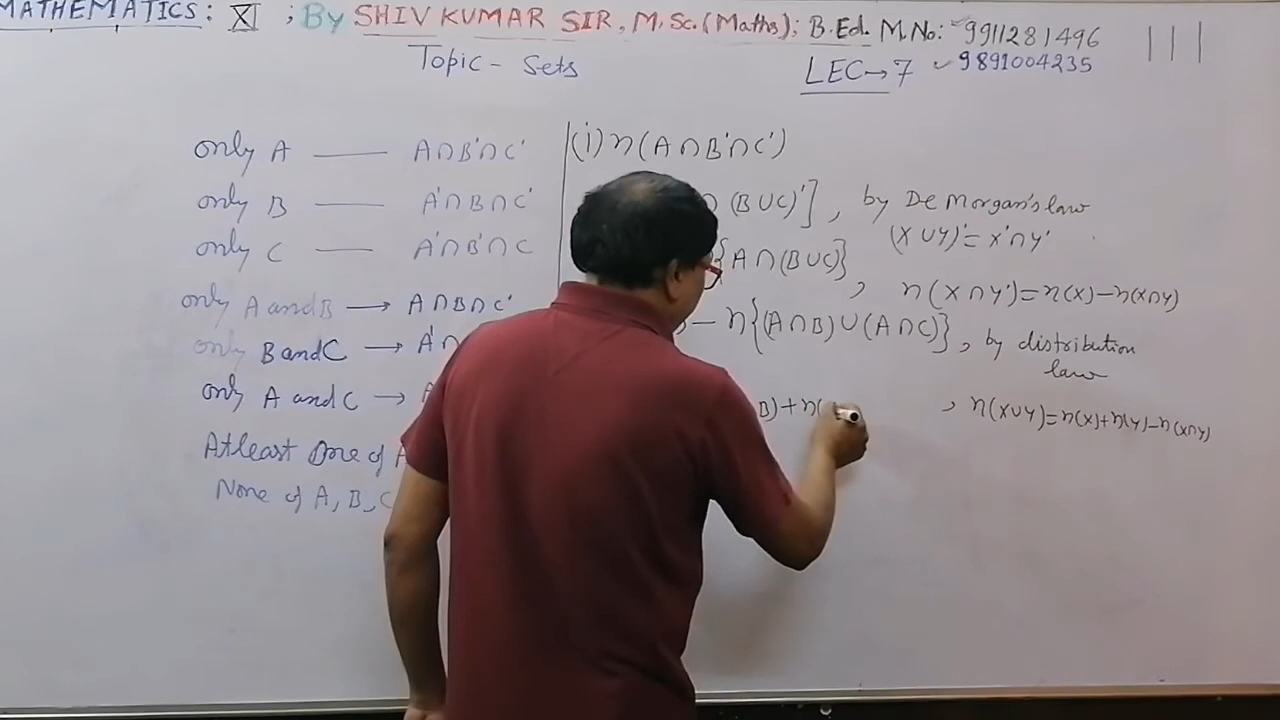 MATHEMATICS: XI ; By SHIV KUMAR SIR, M.Sc.(Maths); B.Ed. M.No: 9911281496
9891004235
Topic - Sets
LEC→7
only A —— A∩B'∩C'
only B —— A'∩B∩C'
only C —— A'∩B'∩C
only A and B → A∩B∩C'
only B and C → A'∩
only A and C →
Atleast One of A
None of A, B, C
(i) n(A∩B'∩C')
(B∪C)'], by De Morgan's law
(X∪Y)'=X'∩Y'
{A∩(B∪C)}, n(X∩Y')=n(X)-n(X∩Y)
- n{(A∩B)∪(A∩C)}, by distribution
law
B)+n( , n(X∪Y)=n(X)+n(Y)-n(X∩Y)